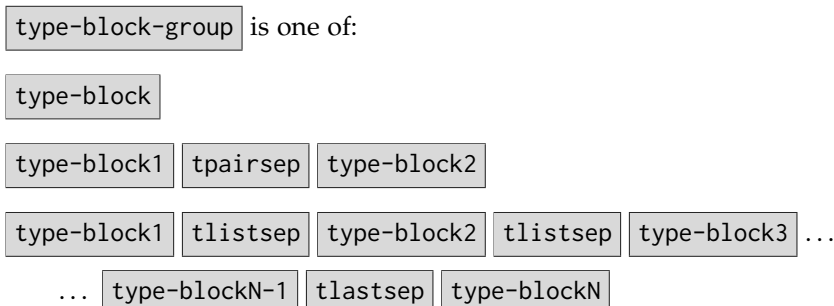 type-block-group is one of:
type-block
type-block1 tpairsep type-block2
type-block1 tlistsep type-block2 tlistsep type-block3 ...
... type-blockN-1 tlastsep type-blockN